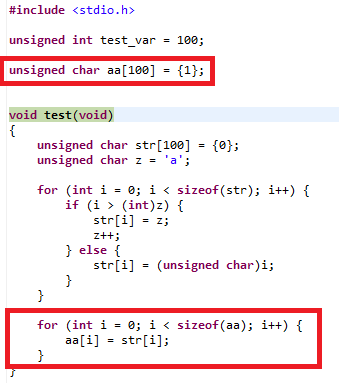 #include <stdio.h>
unsigned int test_var = 100;
unsigned char aa[100] = {1};
void test(void)
{
    unsigned char str[100] = {0};
    unsigned char z = 'a';
    for (int i = 0; i < sizeof(str); i++) {
        if (i > (int)z) {
            str[i] = z;
            z++;
        } else {
            str[i] = (unsigned char)i;
        }
    }
    for (int i = 0; i < sizeof(aa); i++) {
        aa[i] = str[i];
    }
}